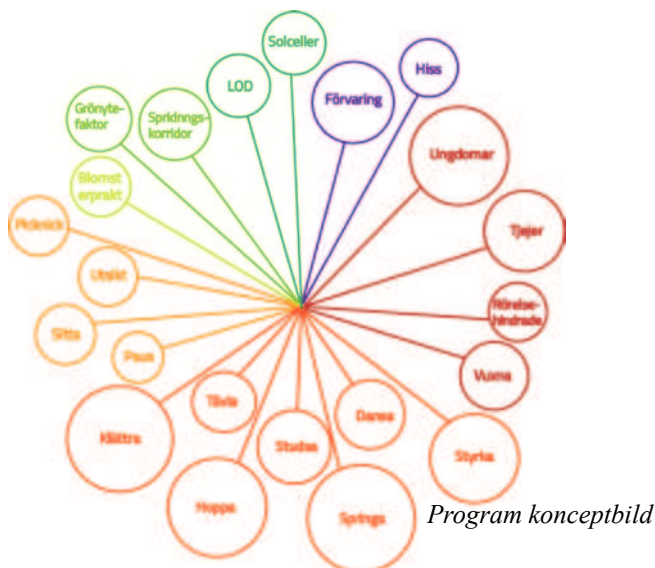 Solceller
Hiss
LOD
Förvaring
Grönyte-
faktor
Sprkinngs-
korridor
Ungdomar
Blomst
erprakt
Picknick
Tjejer
Utsikt
Rörelse-
hindrade
Sitta
Paus
Vuxna
Tävla
Dansa
Klättra
Studsa
Styrka
Hoppa
Springa
Program konceptbild